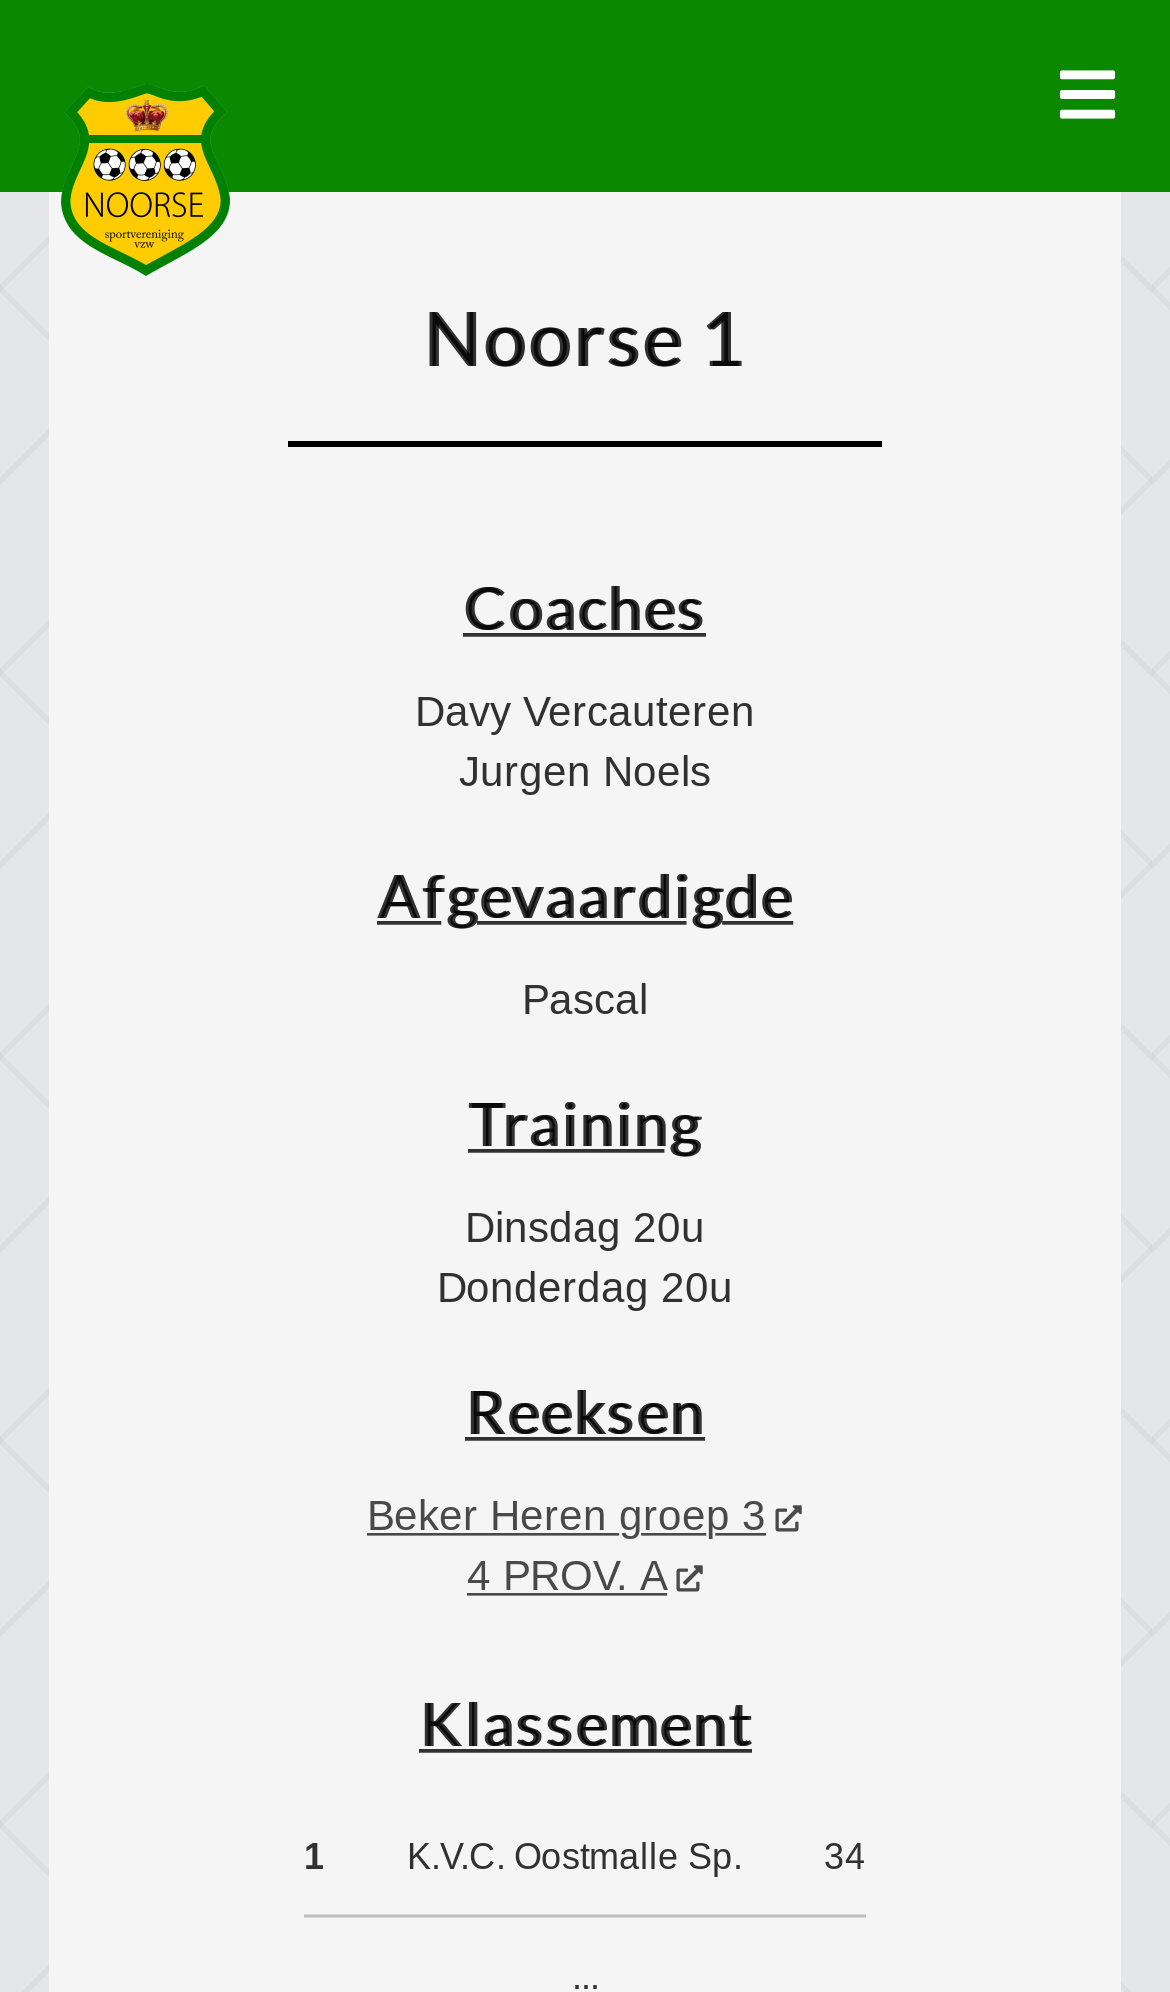 NOORSE
sportvereniging
vzw
Noorse 1
Coaches
Davy Vercauteren
Jurgen Noels
Afgevaardigde
Pascal
Training
Dinsdag 20u
Donderdag 20u
Reeksen
Beker Heren groep 3
4 PROV. A
Klassement
1 K.V.C. Oostmalle Sp. 34
...